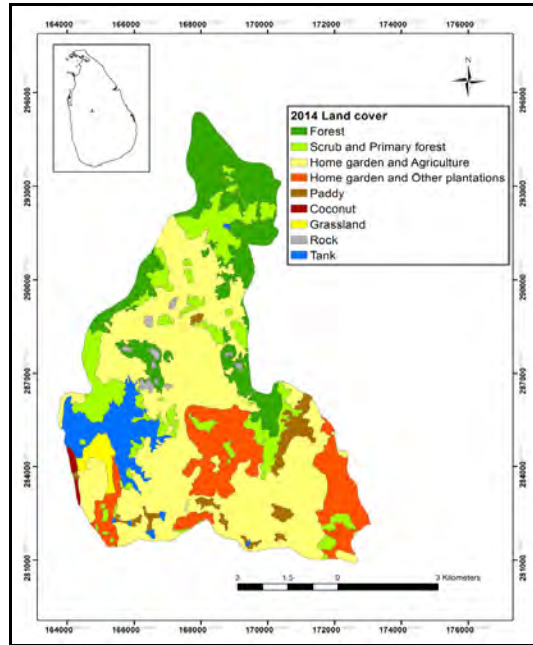 164000 166000 168000 170000 172000 174000 176000
N
296000 296000
2014 Land cover
Forest
Scrub and Primary forest
Home garden and Agriculture
Home garden and Other plantations
Paddy
Coconut
Grassland
Rock
Tank
293000 293000
290000 290000
287000 287000
284000 284000
281000 281000
3 1.5 0 3 Kilometers
164000 166000 168000 170000 172000 174000 176000